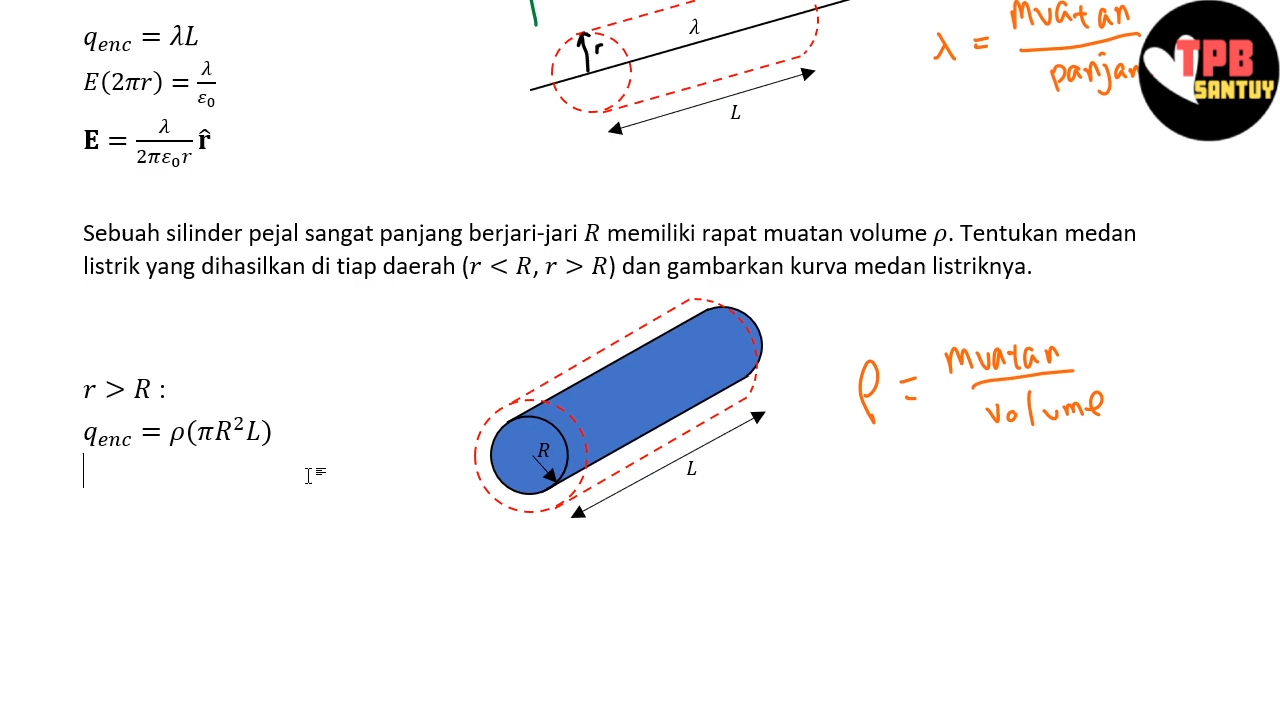 q_enc = λL
E(2πr) = λ/ε₀
E = λ/(2πε₀r) r̂
r
λ
L
λ = muatan
TPB
SANTUY
Sebuah silinder pejal sangat panjang berjari-jari R memiliki rapat muatan volume ρ. Tentukan medan
listrik yang dihasilkan di tiap daerah (r < R, r > R) dan gambarkan kurva medan listriknya.
r > R :
q_enc = ρ(πR²L)
R
L
ρ = muatan
volume